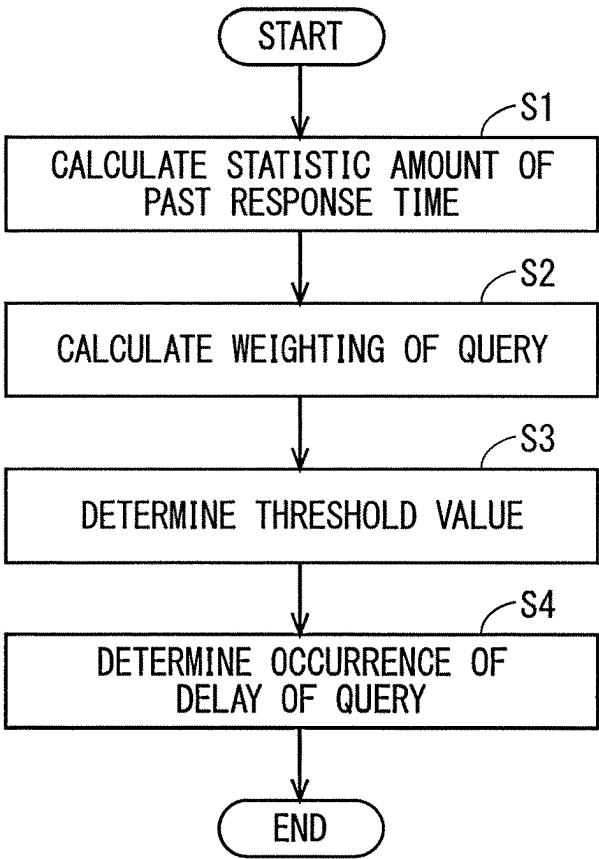 START
S1
CALCULATE STATISTIC AMOUNT OF
PAST RESPONSE TIME
S2
CALCULATE WEIGHTING OF QUERY
S3
DETERMINE THRESHOLD VALUE
S4
DETERMINE OCCURRENCE OF
DELAY OF QUERY
END